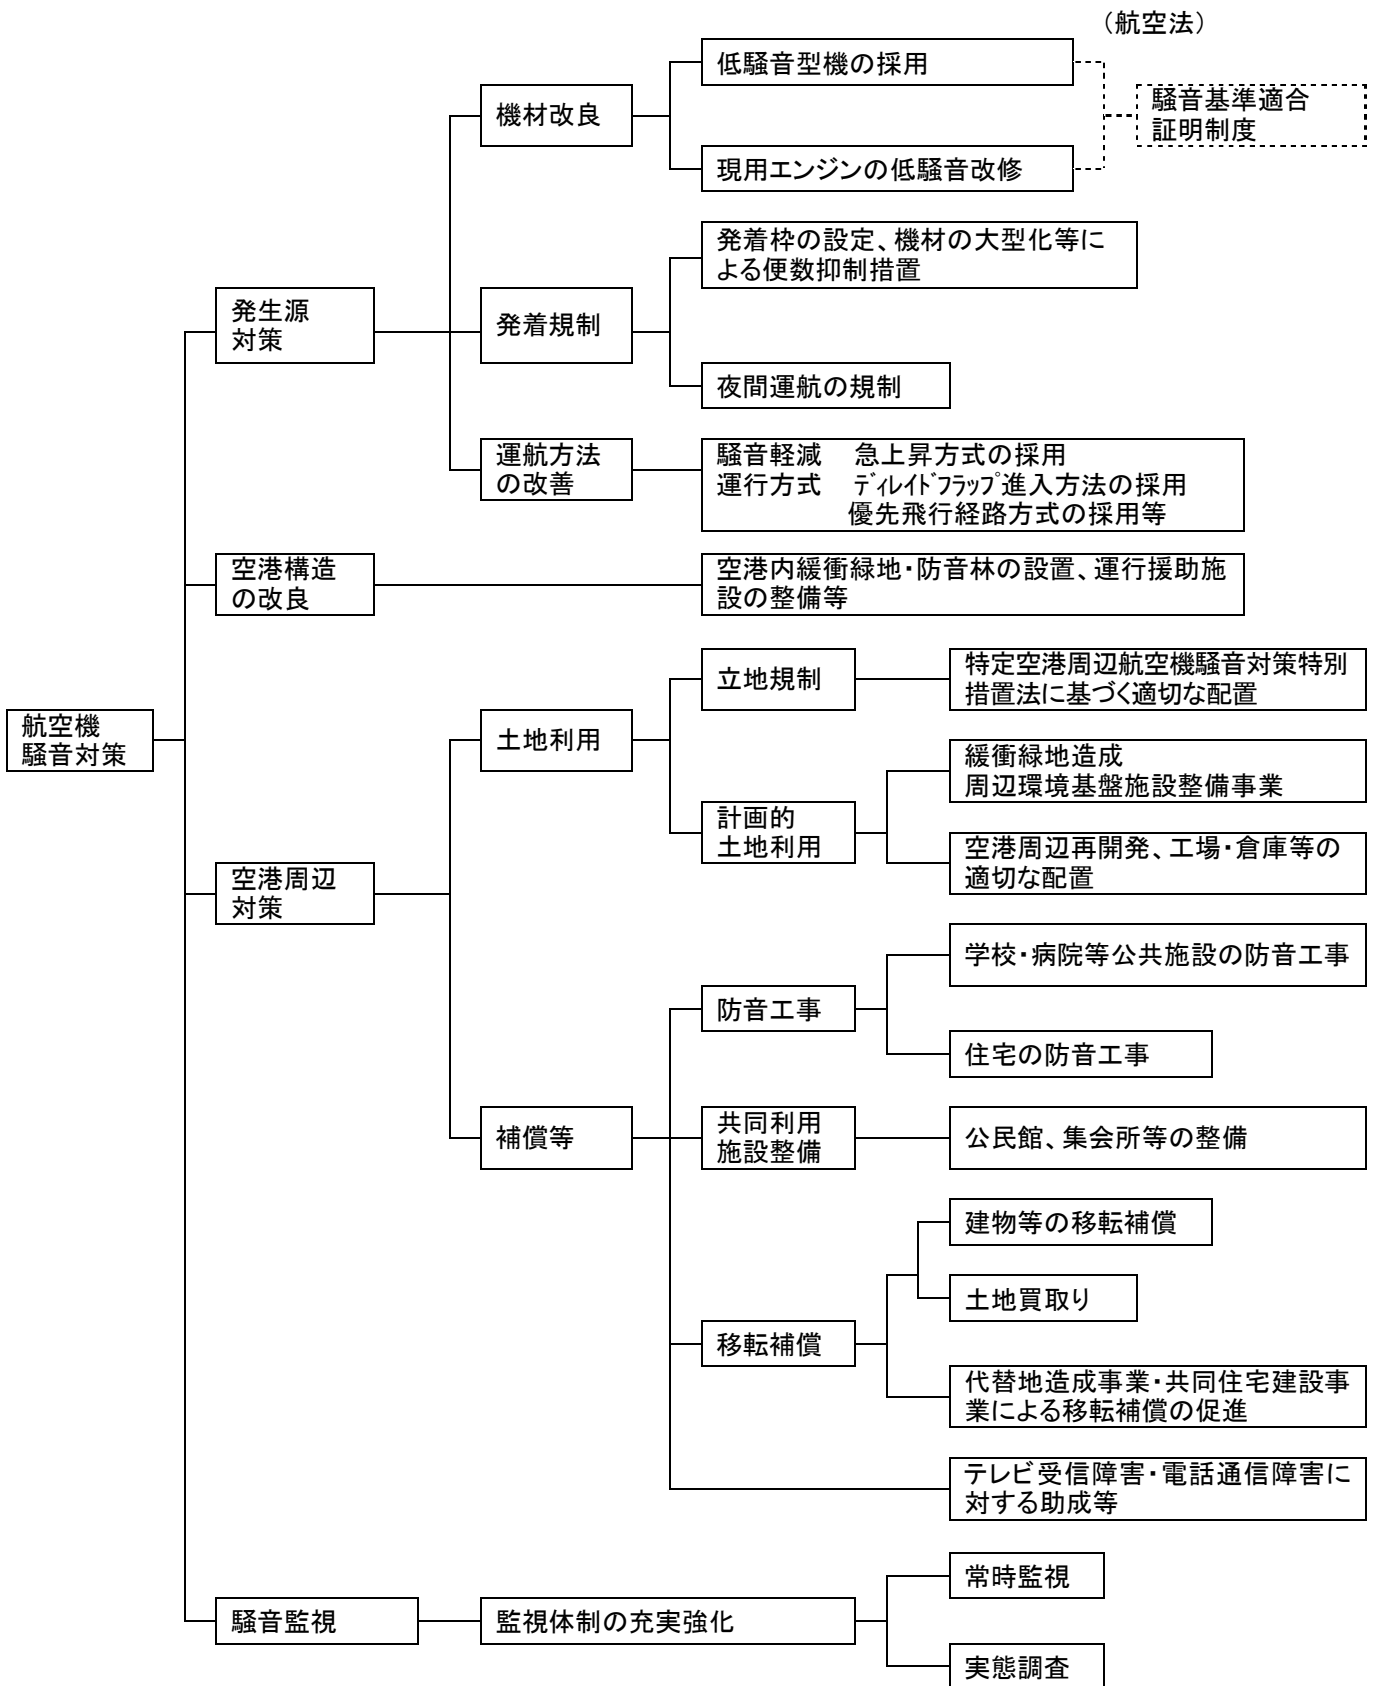 （航空法）
低騒音型機の採用
機材改良
騒音基準適合
証明制度
現用エンジンの低騒音改修
発着枠の設定、機材の大型化等に
よる便数抑制措置
発生源
対策
発着規制
夜間運航の規制
運航方法
の改善
騒音軽減　急上昇方式の採用
運行方式　ﾃﾞｨﾚｲﾄﾞﾌﾗｯﾌﾟ進入方法の採用
優先飛行経路方式の採用等
空港構造
の改良
空港内緩衝緑地・防音林の設置、運行援助施
設の整備等
立地規制
特定空港周辺航空機騒音対策特別
措置法に基づく適切な配置
航空機
騒音対策
土地利用
緩衝緑地造成
周辺環境基盤施設整備事業
計画的
土地利用
空港周辺再開発、工場・倉庫等の
適切な配置
空港周辺
対策
学校・病院等公共施設の防音工事
防音工事
住宅の防音工事
補償等
共同利用
施設整備
公民館、集会所等の整備
建物等の移転補償
土地買取り
移転補償
代替地造成事業・共同住宅建設事
業による移転補償の促進
テレビ受信障害・電話通信障害に
対する助成等
常時監視
騒音監視
監視体制の充実強化
実態調査